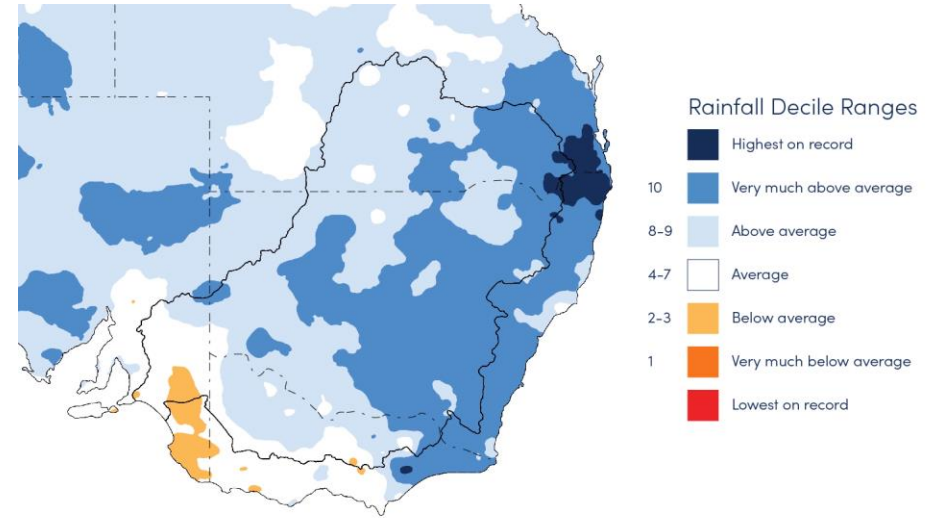 Rainfall Decile Ranges
Highest on record
10 Very much above average
8-9 Above average
4-7 Average
2-3 Below average
1 Very much below average
Lowest on record